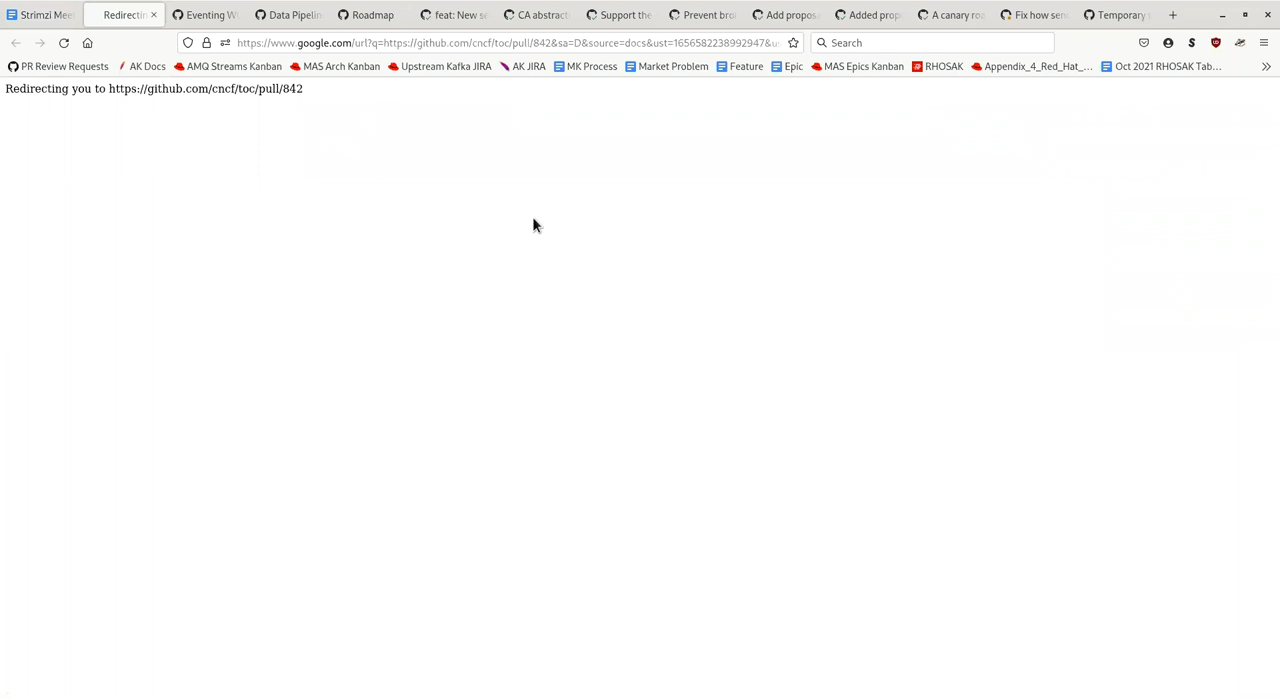 Strimzi Mee Redirectin Eventing W Data Pipelin Roadmap feat: New se CA abstract Support the Prevent bro Add propos Added prop A canary ro Fix how sen Temporary
https://www.google.com/url?q=https://github.com/cncf/toc/pull/842&sa=D&source=docs&ust=1656582238992947&u Search
PR Review Requests AK Docs AMQ Streams Kanban MAS Arch Kanban Upstream Kafka JIRA AK JIRA MK Process Market Problem Feature Epic MAS Epics Kanban RHOSAK Appendix_4_Red_Hat_... Oct 2021 RHOSAK Tab...
Redirecting you to https://github.com/cncf/toc/pull/842